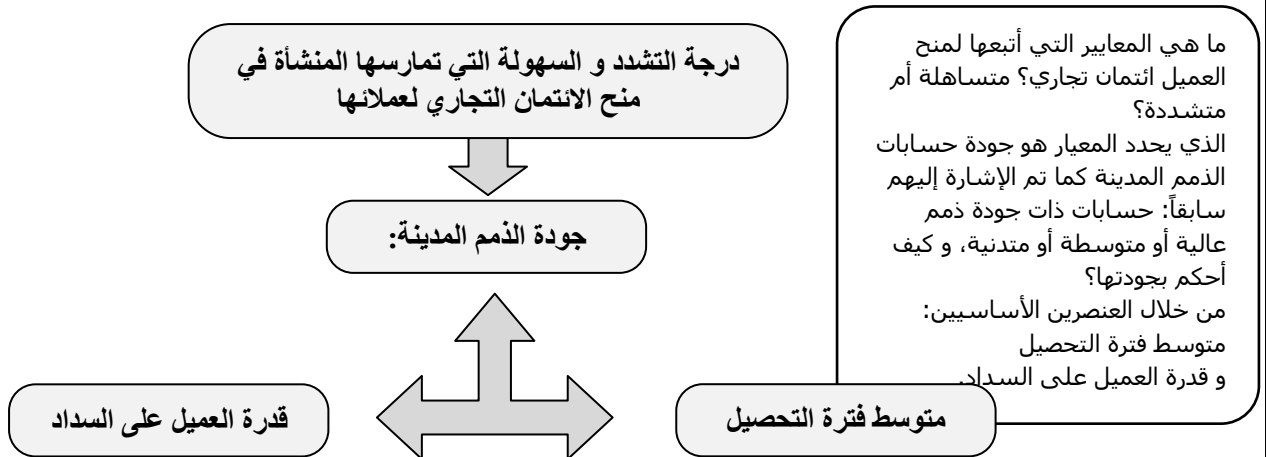 درجة التشدد و السهولة التي تمارسها المنشأة في
منح الائتمان التجاري لعملائها
ما هي المعايير التي أتبعها لمنح
العميل ائتمان تجاري؟ متساهلة أم
متشددة؟
الذي يحدد المعيار هو جودة حسابات
الذمم المدينة كما تم الإشارة إليهم
سابقاً: حسابات ذات جودة ذمم
عالية أو متوسطة أو متدنية، و كيف
أحكم بجودتها؟
من خلال العنصرين الأساسيين:
متوسط فترة التحصيل
و قدرة العميل على السداد.
جودة الذمم المدينة:
متوسط فترة التحصيل
قدرة العميل على السداد